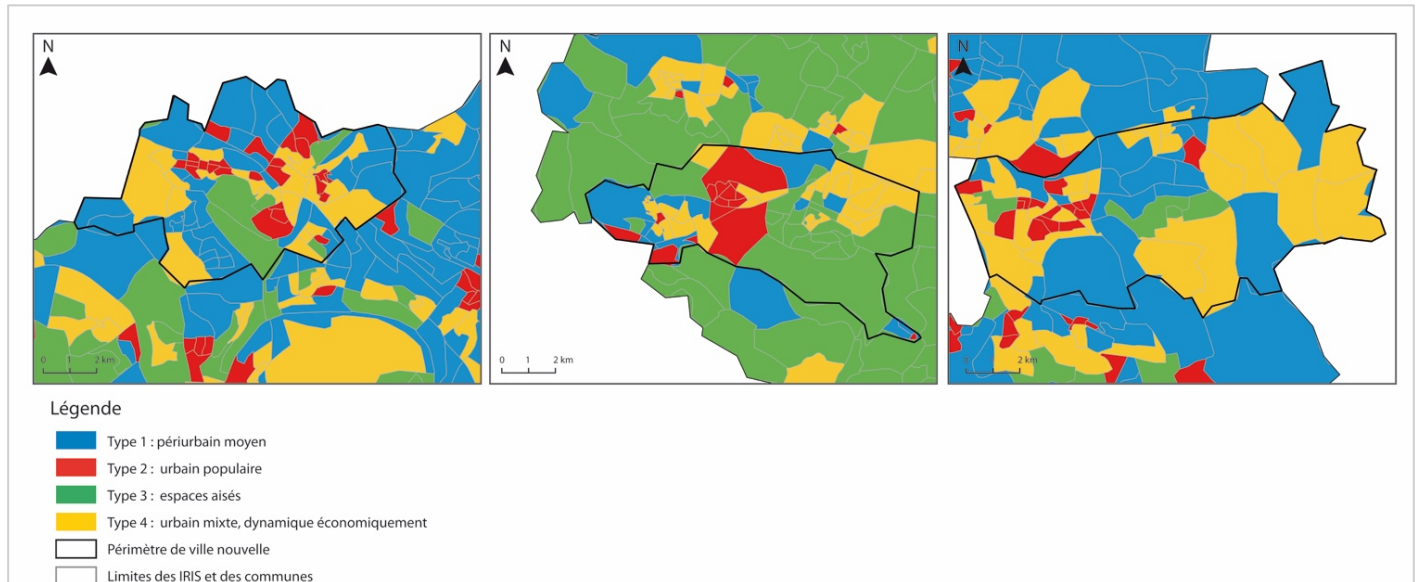 N
N
N
0 1 2 km
0 1 2 km
2 km
Légende
Type 1 : périurbain moyen
Type 2 : urbain populaire
Type 3 : espaces aisés
Type 4 : urbain mixte, dynamique économiquement
Périmètre de ville nouvelle
Limites des IRIS et des communes